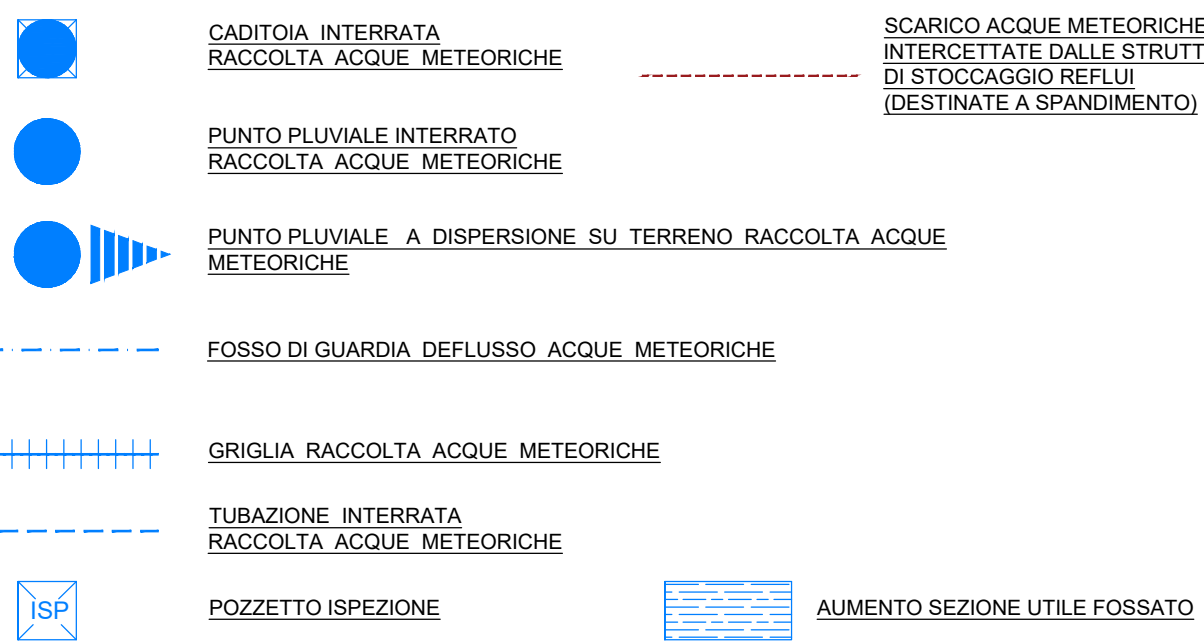 CADITOIA INTERRATA
RACCOLTA ACQUE METEORICHE
PUNTO PLUVIALE INTERRATO
RACCOLTA ACQUE METEORICHE
PUNTO PLUVIALE A DISPERSIONE SU TERRENO RACCOLTA ACQUE
METEORICHE
FOSSO DI GUARDIA DEFLUSSO ACQUE METEORICHE
GRIGLIA RACCOLTA ACQUE METEORICHE
TUBAZIONE INTERRATA
RACCOLTA ACQUE METEORICHE
ISP
POZZETTO ISPEZIONE
SCARICO ACQUE METEORICHE
INTERCETTATE DALLE STRUTT
DI STOCCAGGIO REFLUI
(DESTINATE A SPANDIMENTO)
AUMENTO SEZIONE UTILE FOSSATO